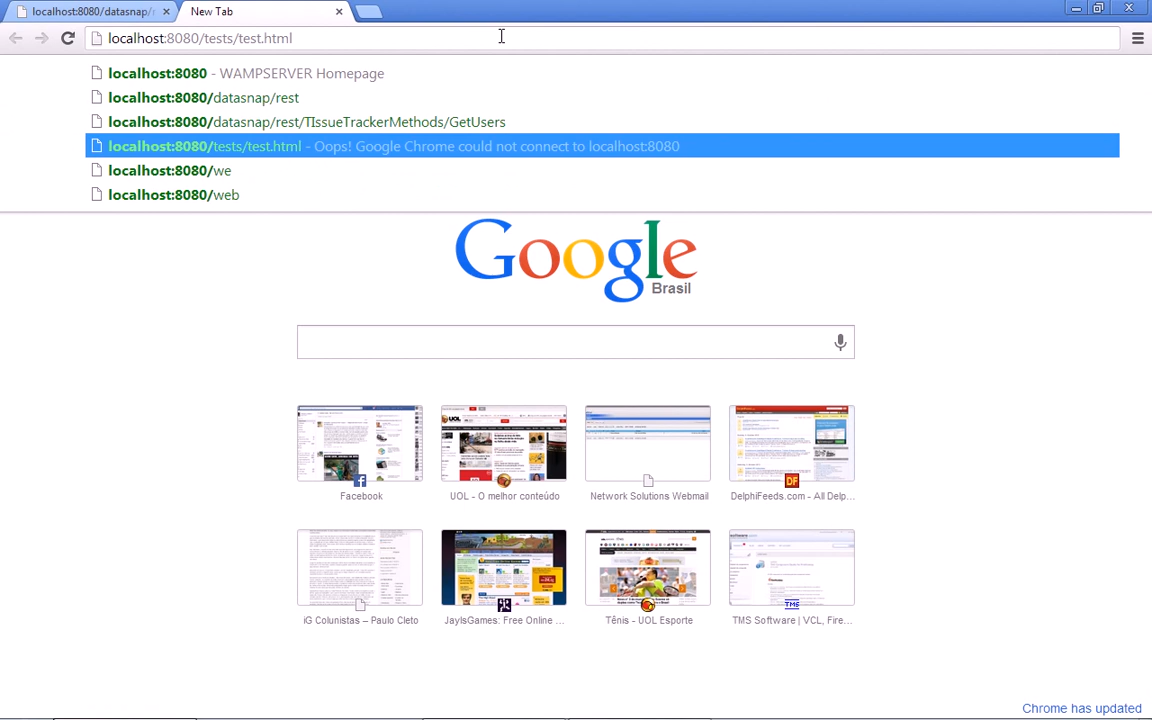 localhost:8080/datasnap/r
New Tab
localhost:8080/tests/test.html
localhost:8080 - WAMPSERVER Homepage
localhost:8080/datasnap/rest
localhost:8080/datasnap/rest/TIssueTrackerMethods/GetUsers
localhost:8080/tests/test.html - Oops! Google Chrome could not connect to localhost:8080
localhost:8080/we
localhost:8080/web
Google
Brasil
Facebook
UOL - O melhor conteúdo
Network Solutions Webmail
DelphiFeeds.com - All Delp...
iG Colunistas – Paulo Cleto
JayIsGames: Free Online ...
Tênis - UOL Esporte
TMS Software | VCL, Fire...
Chrome has updated